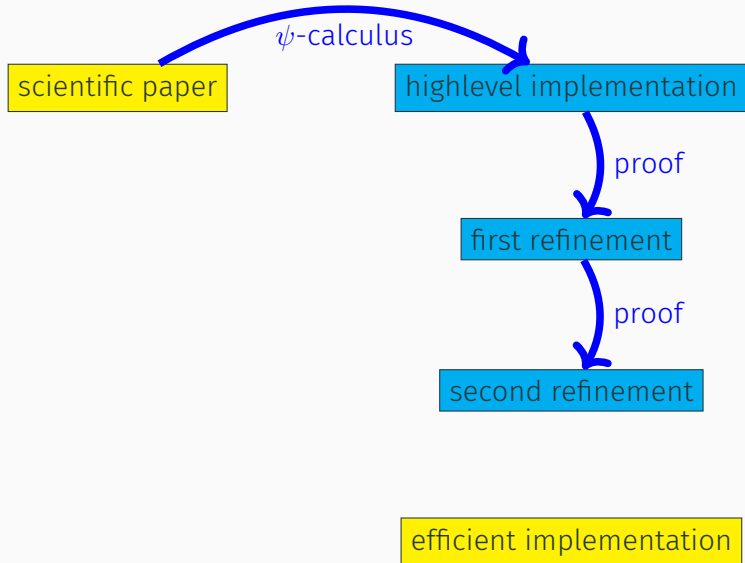 ψ-calculus
scientific paper
highlevel implementation
proof
first refinement
proof
second refinement
efficient implementation